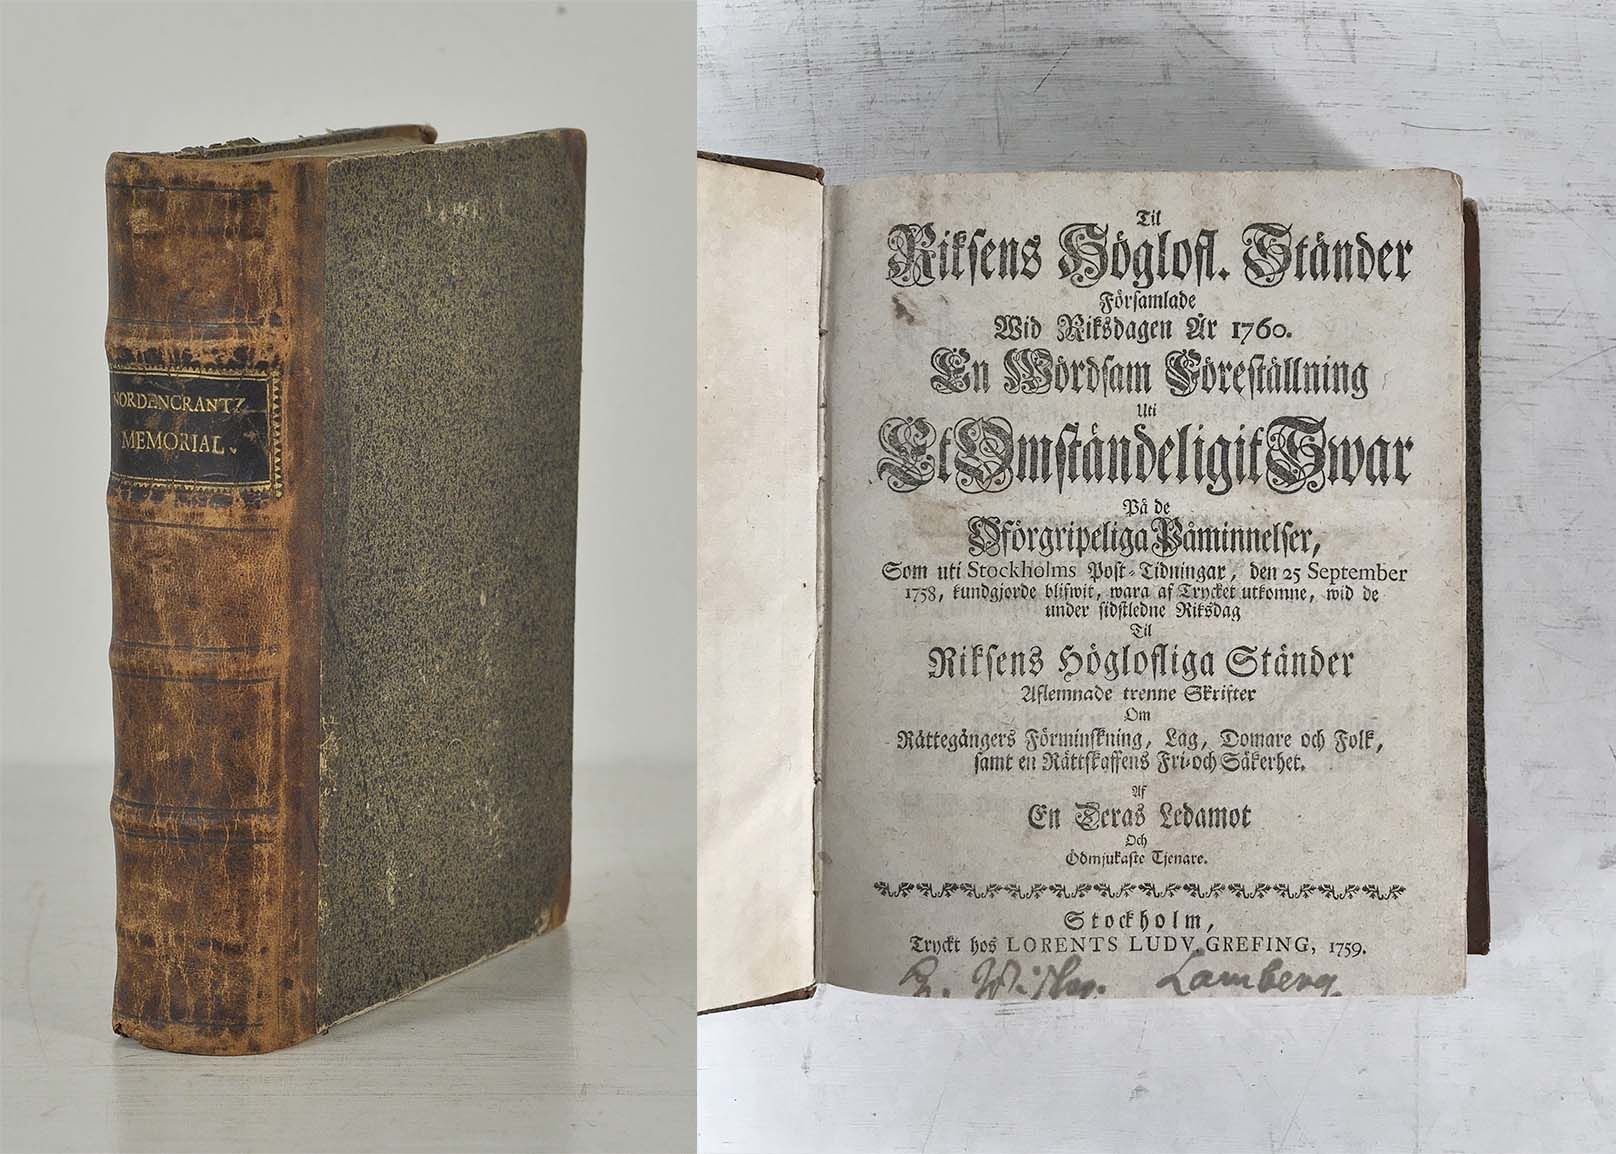 NORDENCRANTZ
MEMORIAL.
Til
Riksens Höglofl. Ständer
Församlade
Wid Riksdagen År 1760.
En Wördsam Föreställning
Uti
Et Omständeligit Swar
På de
Oförgripeliga Påminnelser,
Som uti Stockholms Post-Tidningar, den 25 September
1758, kundgjorde blifwit, wara af Trycket utkomne, wid de
under sidstledne Riksdag
Til
Riksens Höglofliga Ständer
Aflemnade trenne Skrifter
Om
Rättegångers Förminskning, Lag, Domare och Folk,
samt en Rättskaffens Fri-och Säkerhet.
Af
En Deras Ledamot
Och
Ödmjukaste Tjenare.
Stockholm,
Tryckt hos LORENTS LUDV. GREFING, 1759.
Lamberg.